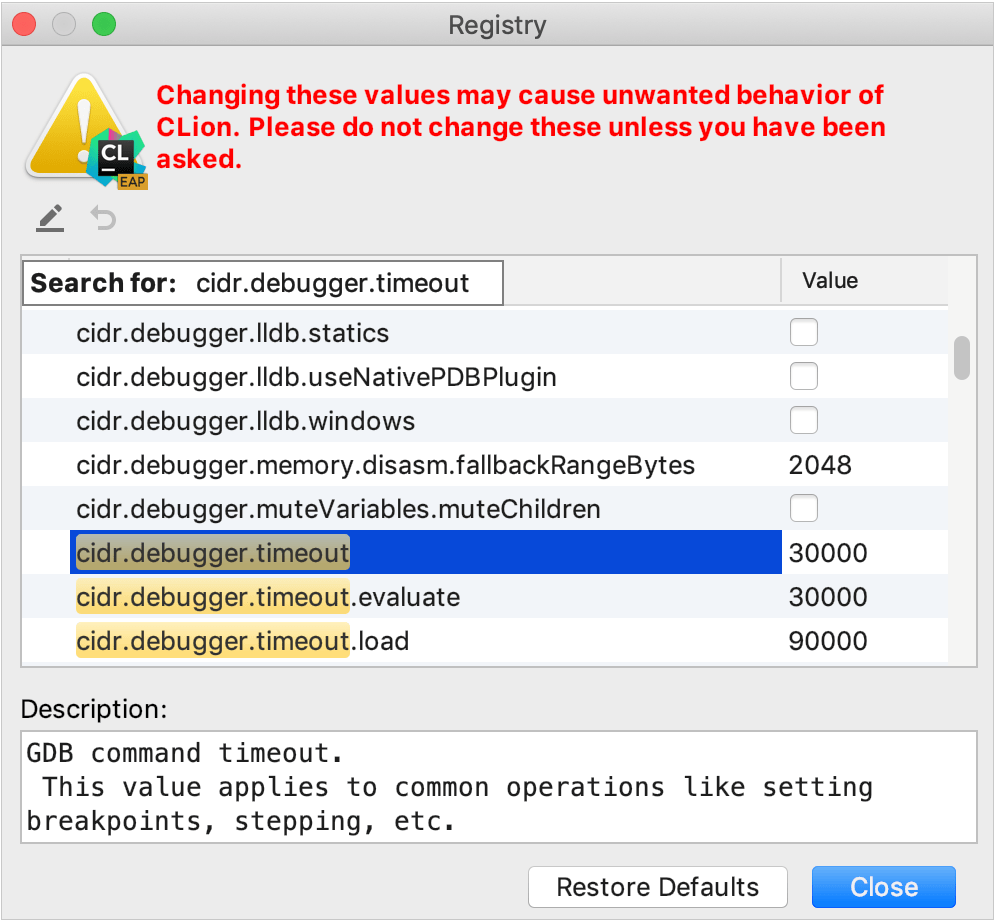 Registry
Changing these values may cause unwanted behavior of
CLion. Please do not change these unless you have been
asked.
CL
EAP
Search for: cidr.debugger.timeout
Value
cidr.debugger.lldb.statics
cidr.debugger.lldb.useNativePDBPlugin
cidr.debugger.lldb.windows
cidr.debugger.memory.disasm.fallbackRangeBytes 2048
cidr.debugger.muteVariables.muteChildren
cidr.debugger.timeout 30000
cidr.debugger.timeout.evaluate 30000
cidr.debugger.timeout.load 90000
Description:
GDB command timeout.
This value applies to common operations like setting
breakpoints, stepping, etc.
Restore Defaults
Close